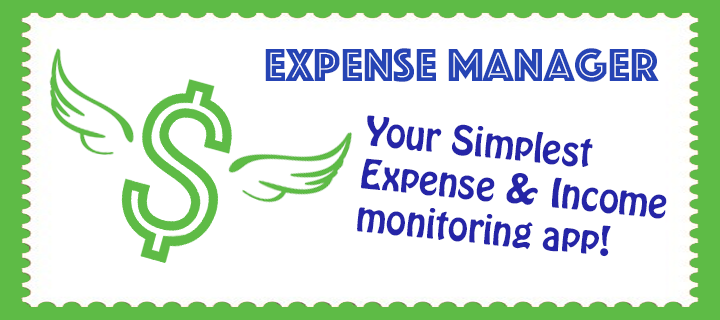 EXPENSE MANAGER
Your Simplest
Expense & Income
monitoring app!